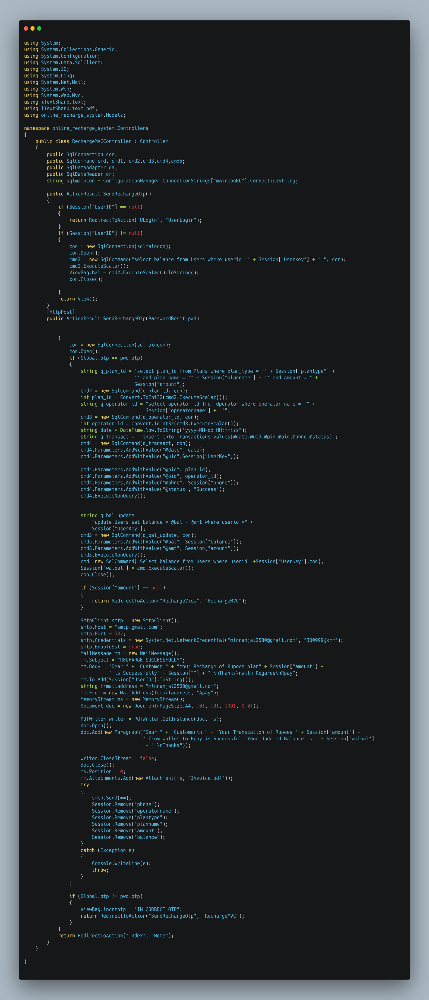 using System;
using System.Collections.Generic;
using System.Configuration;
using System.Data.SqlClient;
using System.IO;
using System.Linq;
using System.Net.Mail;
using System.Web;
using System.Web.Mvc;
using iTextSharp.text;
using iTextSharp.text.pdf;
using online_recharge_system.Models;

namespace online_recharge_system.Controllers
{
    public class RechargeMVCController : Controller
    {
        public SqlConnection con;
        public SqlCommand cmd, cmd1, cmd2,cmd3,cmd4,cmd5;
        public SqlDataAdapter da;
        public SqlDataReader dr;
        string sqlmaincon = ConfigurationManager.ConnectionStrings["mainconRC"].ConnectionString;

        public ActionResult SendRechargeOtp()
        {
            if (Session["UserID"] == null)
            {
                return RedirectToAction("ULogin", "UserLogin");
            }
            if (Session["UserID"] != null)
            {
                con = new SqlConnection(sqlmaincon);
                con.Open();
                cmd2 = new SqlCommand("select balance from Users where userid='" + Session["Userkey"] + "'", con);
                cmd2.ExecuteScalar();
                ViewBag.bal = cmd2.ExecuteScalar().ToString();
                con.Close();

            }
            return View();
        }
        [HttpPost]
        public ActionResult SendRechargeOtp(PasswordReset pwd)
        {

            {
                con = new SqlConnection(sqlmaincon);
                con.Open();
                if (Global.otp == pwd.otp)
                {
                    string q_plan_id = "select plan_id from Plans where plan_type = '" + Session["plantype"] +
                                       "' and plan_name = '" + Session["planname"] + "' and amount = " +
                                       Session["amount"];
                    cmd2 = new SqlCommand(q_plan_id, con);
                    int plan_id = Convert.ToInt32(cmd2.ExecuteScalar());
                    string q_operator_id = "select operator_id from Operator where operator_name = '" +
                                           Session["operatorname"] + "'";
                    cmd3 = new SqlCommand(q_operator_id, con);
                    int operator_id = Convert.ToInt32(cmd3.ExecuteScalar());
                    string date = DateTime.Now.ToString("yyyy-MM-dd HH:mm:ss");
                    string q_transact = " insert into Transactions values(@date,@uid,@pid,@oid,@phno,@status)";
                    cmd4 = new SqlCommand(q_transact, con);
                    cmd4.Parameters.AddWithValue("@date", date);
                    cmd4.Parameters.AddWithValue("@uid",Session["UserKey"]);

                    cmd4.Parameters.AddWithValue("@pid", plan_id);
                    cmd4.Parameters.AddWithValue("@oid", operator_id);
                    cmd4.Parameters.AddWithValue("@phno", Session["phone"]);
                    cmd4.Parameters.AddWithValue("@status", "Success");
                    cmd4.ExecuteNonQuery();


                    string q_bal_update =
                        "update Users set balance = @bal - @amt where userid =" +
                        Session["UserKey"];
                    cmd5 = new SqlCommand(q_bal_update, con);
                    cmd5.Parameters.AddWithValue("@bal", Session["balance"]);
                    cmd5.Parameters.AddWithValue("@amt", Session["amount"]);
                    cmd5.ExecuteNonQuery();
                    cmd =new SqlCommand("Select balance from Users where userid="+Session["UserKey"],con);
                    Session["walbal"] = cmd.ExecuteScalar();
                    con.Close();

                    if (Session["amount"] == null)
                    {
                        return RedirectToAction("RechargeView", "RechargeMVC");
                    }

                    SmtpClient smtp = new SmtpClient();
                    smtp.Host = "smtp.gmail.com";
                    smtp.Port = 587;
                    smtp.Credentials = new System.Net.NetworkCredential("minnanjal2500@gmail.com", "300999@krr");
                    smtp.EnableSsl = true;
                    MailMessage mm = new MailMessage();
                    mm.Subject = "RECHARGE SUCCESSFULLY";
                    mm.Body = "Dear " + "Customer " + "Your Recharge of Rupees plan" + Session["amount"] +
                              " is Successfully" + Session[""] + " \nThanks\nWith Regards\nRpay";
                    mm.To.Add(Session["UserID"].ToString());
                    string frmailaddress = "minnanjal2500@gmail.com";
                    mm.From = new MailAddress(frmailaddress, "Apay");
                    MemoryStream ms = new MemoryStream();
                    Document doc = new Document(PageSize.A4, 10f, 10f, 100f, 0.0f);

                    PdfWriter writer = PdfWriter.GetInstance(doc, ms);
                    doc.Open();
                    doc.Add(new Paragraph("Dear " + "Customer\n " + "Your Transcation of Rupees " + Session["amount"] +
                                          " from wallet to Rpay is Successful. Your Updated Balance is " + Session["walbal"]
                                           + " \nThanks"));

                    writer.CloseStream = false;
                    doc.Close();
                    ms.Position = 0;
                    mm.Attachments.Add(new Attachment(ms, "Invoice.pdf"));
                    try
                    {
                        smtp.Send(mm);
                        Session.Remove("phone");
                        Session.Remove("operatorname");
                        Session.Remove("plantype");
                        Session.Remove("planname");
                        Session.Remove("amount");
                        Session.Remove("balance");
                    }
                    catch (Exception e)
                    {
                        Console.WriteLine(e);
                        throw;
                    }
                }

                if (Global.otp != pwd.otp)
                {
                    ViewBag.incrtotp = "IN CORRECT OTP";
                    return RedirectToAction("SendRechargeOtp", "RechargeMVC");
                }
            }
            return RedirectToAction("Index", "Home");
        }
    }

}